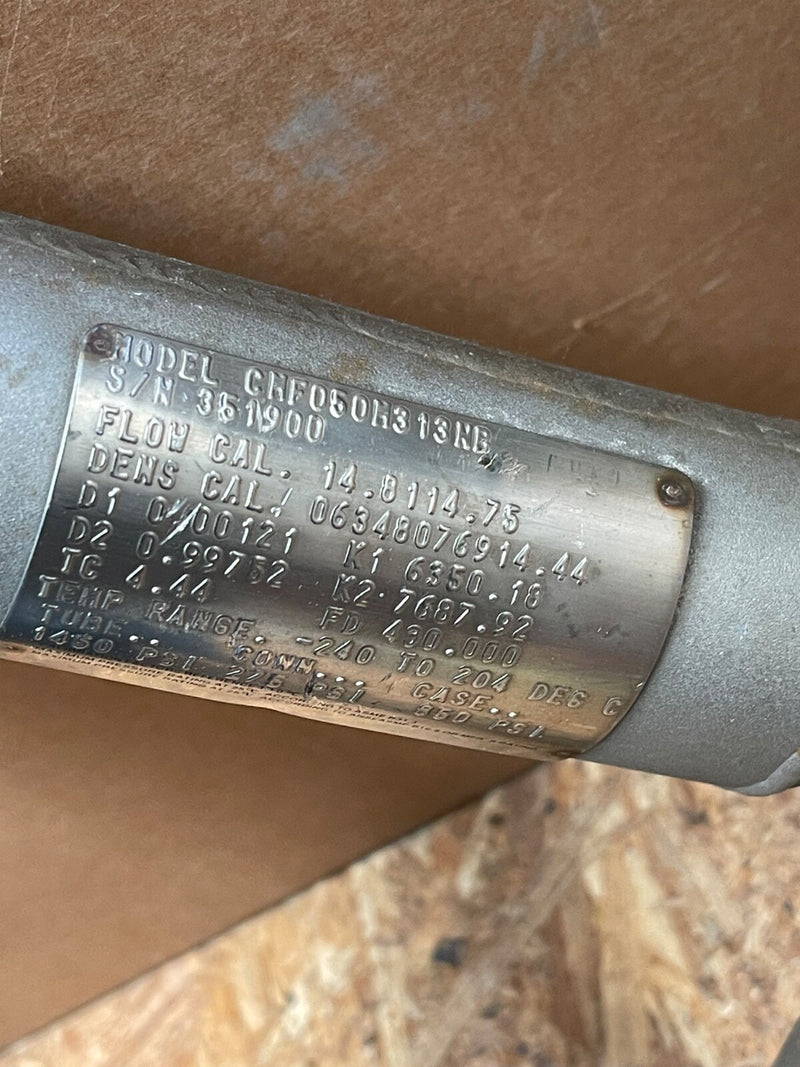 MODEL CMF050H313NB
S/N 351900
FLOW CAL. 14.8114.75
DENS CAL. 06348076914.44
D1 0.00121 K1 6350.18
D2 0.99752 K2 7687.92
TC 4.44 FD 430.000
TEMP RANGE. -240 TO 204 DEG C
TUBE.. CONN... CASE..
1450 PSI 226 PSI 850 PSI